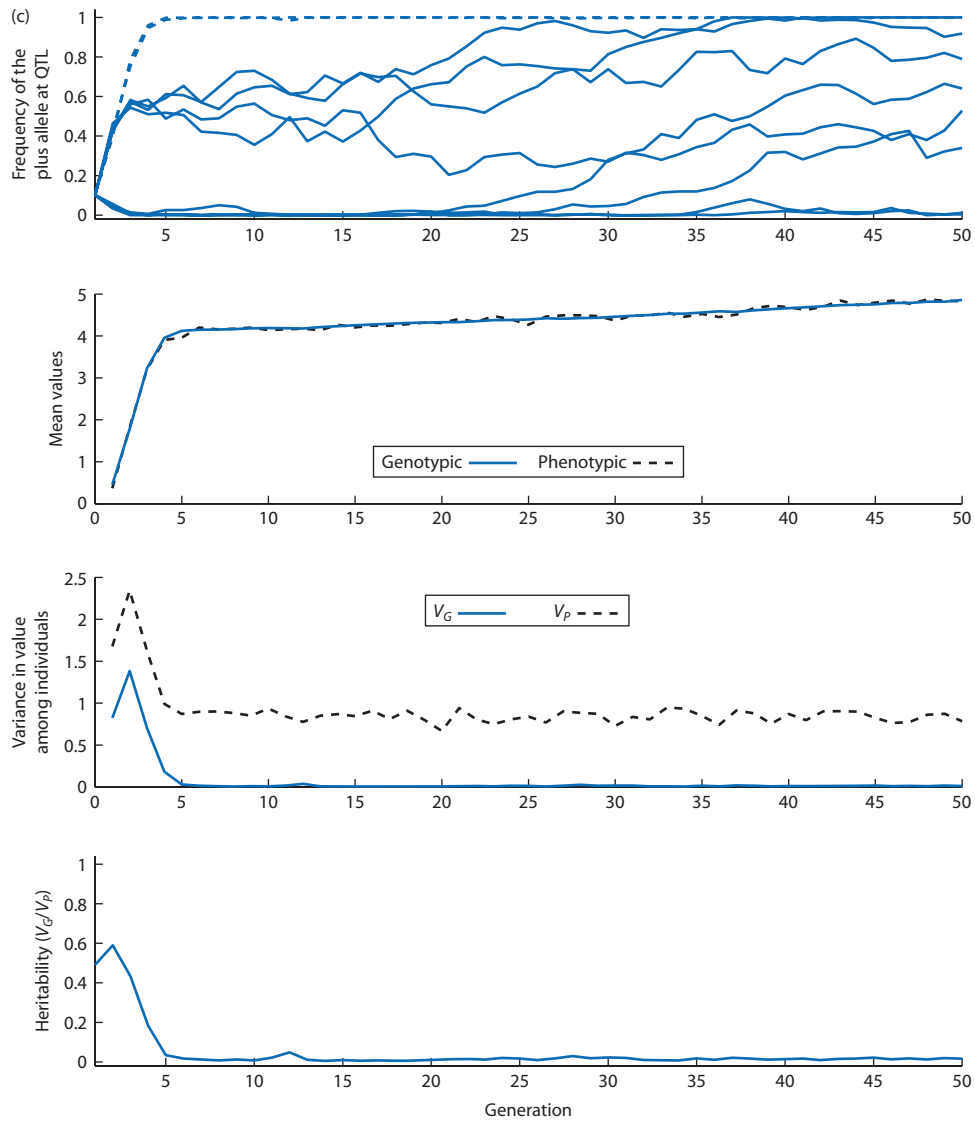 (c)
Frequency of the
plus allele at QTL
1
0.8
0.6
0.4
0.2
0
5 10 15 20 25 30 35 40 45 50
Mean values
5
4
3
2
1
0
Genotypic Phenotypic
0 5 10 15 20 25 30 35 40 45 50
Variance in value
among individuals
2.5
2
1.5
1
0.5
0
V_G V_P
0 5 10 15 20 25 30 35 40 45 50
Heritability (V_G/V_P)
1
0.8
0.6
0.4
0.2
0
5 10 15 20 25 30 35 40 45 50
Generation